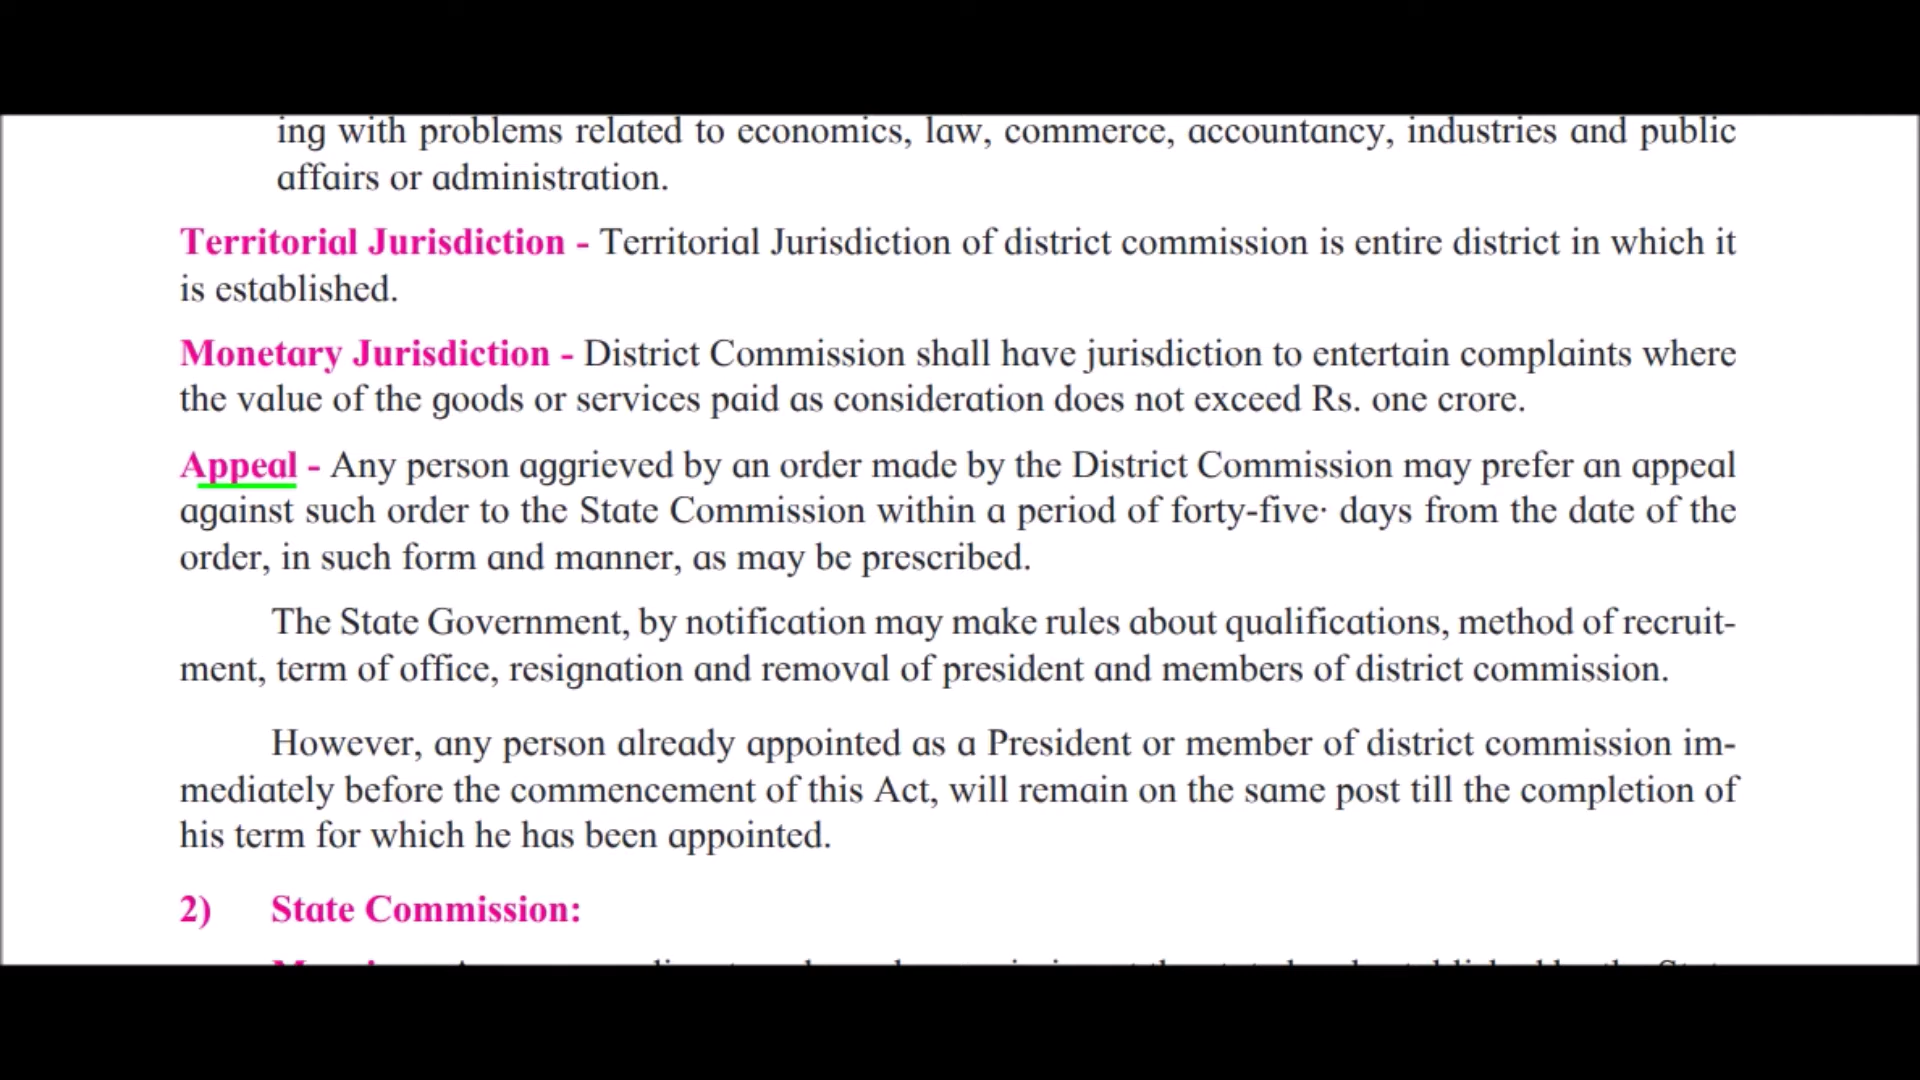 ing with problems related to economics, law, commerce, accountancy, industries and public
affairs or administration.
Territorial Jurisdiction - Territorial Jurisdiction of district commission is entire district in which it
is established.
Monetary Jurisdiction - District Commission shall have jurisdiction to entertain complaints where
the value of the goods or services paid as consideration does not exceed Rs. one crore.
Appeal - Any person aggrieved by an order made by the District Commission may prefer an appeal
against such order to the State Commission within a period of forty-five· days from the date of the
order, in such form and manner, as may be prescribed.
The State Government, by notification may make rules about qualifications, method of recruit-
ment, term of office, resignation and removal of president and members of district commission.
However, any person already appointed as a President or member of district commission im-
mediately before the commencement of this Act, will remain on the same post till the completion of
his term for which he has been appointed.
2) State Commission: